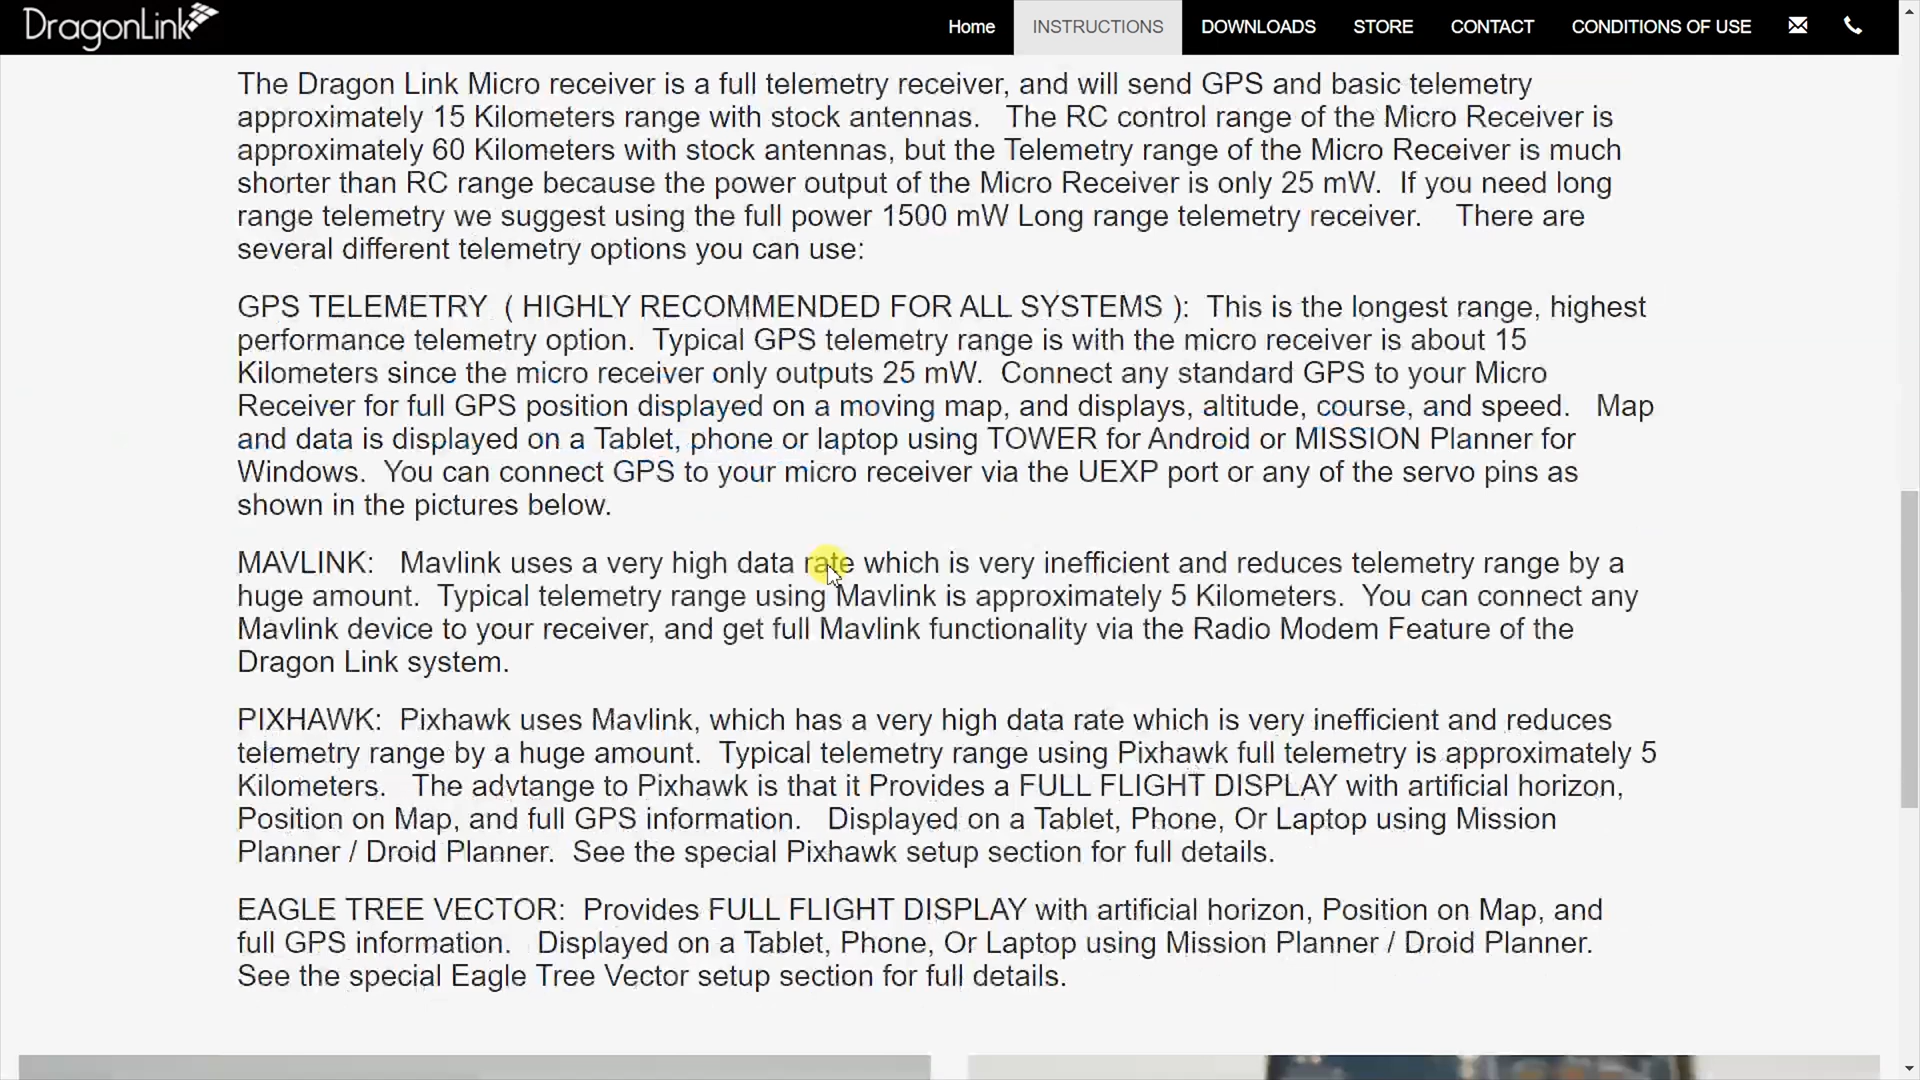 DragonLink
Home INSTRUCTIONS DOWNLOADS STORE CONTACT CONDITIONS OF USE
The Dragon Link Micro receiver is a full telemetry receiver, and will send GPS and basic telemetry
approximately 15 Kilometers range with stock antennas. The RC control range of the Micro Receiver is
approximately 60 Kilometers with stock antennas, but the Telemetry range of the Micro Receiver is much
shorter than RC range because the power output of the Micro Receiver is only 25 mW. If you need long
range telemetry we suggest using the full power 1500 mW Long range telemetry receiver. There are
several different telemetry options you can use:
GPS TELEMETRY ( HIGHLY RECOMMENDED FOR ALL SYSTEMS ): This is the longest range, highest
performance telemetry option. Typical GPS telemetry range is with the micro receiver is about 15
Kilometers since the micro receiver only outputs 25 mW. Connect any standard GPS to your Micro
Receiver for full GPS position displayed on a moving map, and displays, altitude, course, and speed. Map
and data is displayed on a Tablet, phone or laptop using TOWER for Android or MISSION Planner for
Windows. You can connect GPS to your micro receiver via the UEXP port or any of the servo pins as
shown in the pictures below.
MAVLINK: Mavlink uses a very high data rate which is very inefficient and reduces telemetry range by a
huge amount. Typical telemetry range using Mavlink is approximately 5 Kilometers. You can connect any
Mavlink device to your receiver, and get full Mavlink functionality via the Radio Modem Feature of the
Dragon Link system.
PIXHAWK: Pixhawk uses Mavlink, which has a very high data rate which is very inefficient and reduces
telemetry range by a huge amount. Typical telemetry range using Pixhawk full telemetry is approximately 5
Kilometers. The advtange to Pixhawk is that it Provides a FULL FLIGHT DISPLAY with artificial horizon,
Position on Map, and full GPS information. Displayed on a Tablet, Phone, Or Laptop using Mission
Planner / Droid Planner. See the special Pixhawk setup section for full details.
EAGLE TREE VECTOR: Provides FULL FLIGHT DISPLAY with artificial horizon, Position on Map, and
full GPS information. Displayed on a Tablet, Phone, Or Laptop using Mission Planner / Droid Planner.
See the special Eagle Tree Vector setup section for full details.